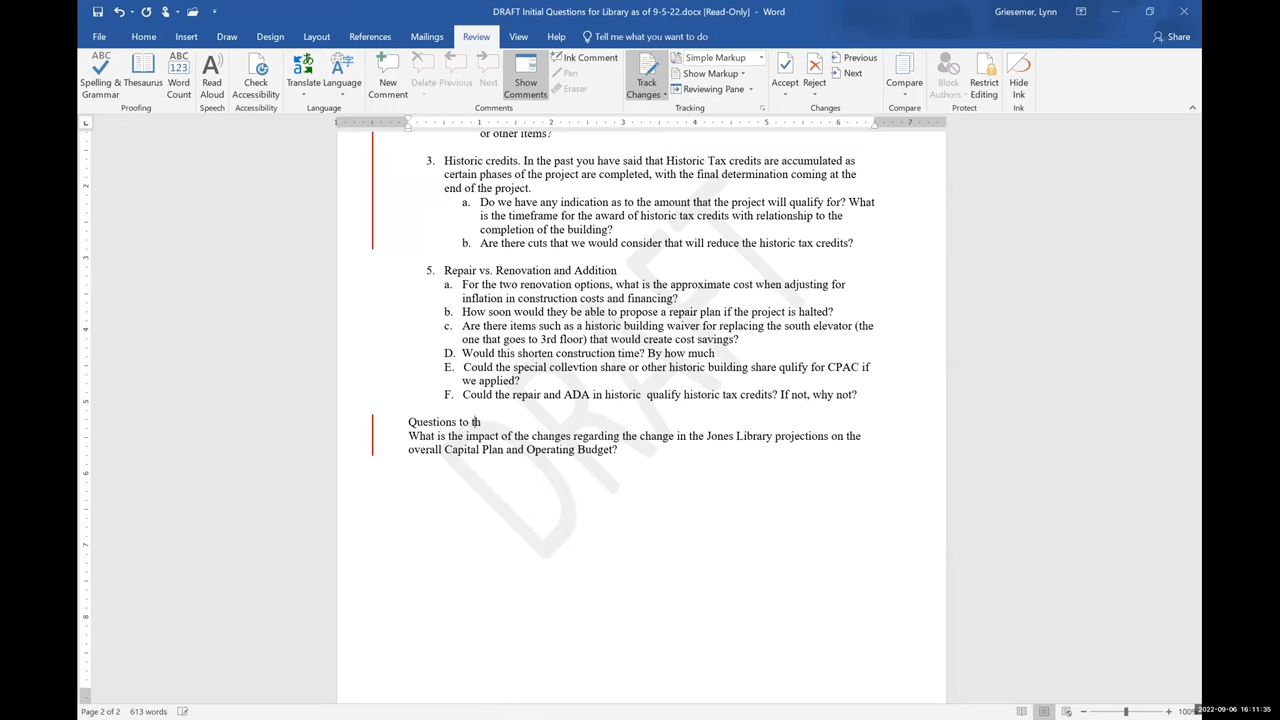 DRAFT Initial Questions for Library as of 9-5-22.docx [Read-Only] - Word
Griesemer, Lynn
File Home Insert Draw Design Layout References Mailings Review View Help Tell me what you want to do Share
Spelling & Grammar
Thesaurus
Word Count
Read Aloud
Check Accessibility
Translate
Language
New Comment
Delete
Previous
Next
Show Comments
Ink Comment
Pen
Eraser
Track Changes
Simple Markup
Show Markup
Reviewing Pane
Accept
Reject
Previous
Next
Compare
Block Authors
Restrict Editing
Hide Ink
Proofing Speech Accessibility Language Comments Tracking Changes Compare Protect Ink
1 1 2 3 4 5 6 7
or other items?
3. Historic credits. In the past you have said that Historic Tax credits are accumulated as
certain phases of the project are completed, with the final determination coming at the
end of the project.
a. Do we have any indication as to the amount that the project will qualify for? What
is the timeframe for the award of historic tax credits with relationship to the
completion of the building?
b. Are there cuts that we would consider that will reduce the historic tax credits?
5. Repair vs. Renovation and Addition
a. For the two renovation options, what is the approximate cost when adjusting for
inflation in construction costs and financing?
b. How soon would they be able to propose a repair plan if the project is halted?
c. Are there items such as a historic building waiver for replacing the south elevator (the
one that goes to 3rd floor) that would create cost savings?
D. Would this shorten construction time? By how much
E. Could the special collevtion share or other historic building share qulify for CPAC if
we applied?
F. Could the repair and ADA in historic  qualify historic tax credits? If not, why not?
Questions to th
What is the impact of the changes regarding the change in the Jones Library projections on the
overall Capital Plan and Operating Budget?
DRAFT
2
3
4
5
6
7
8
Page 2 of 2 613 words
100%
2022-09-06 16:11:35